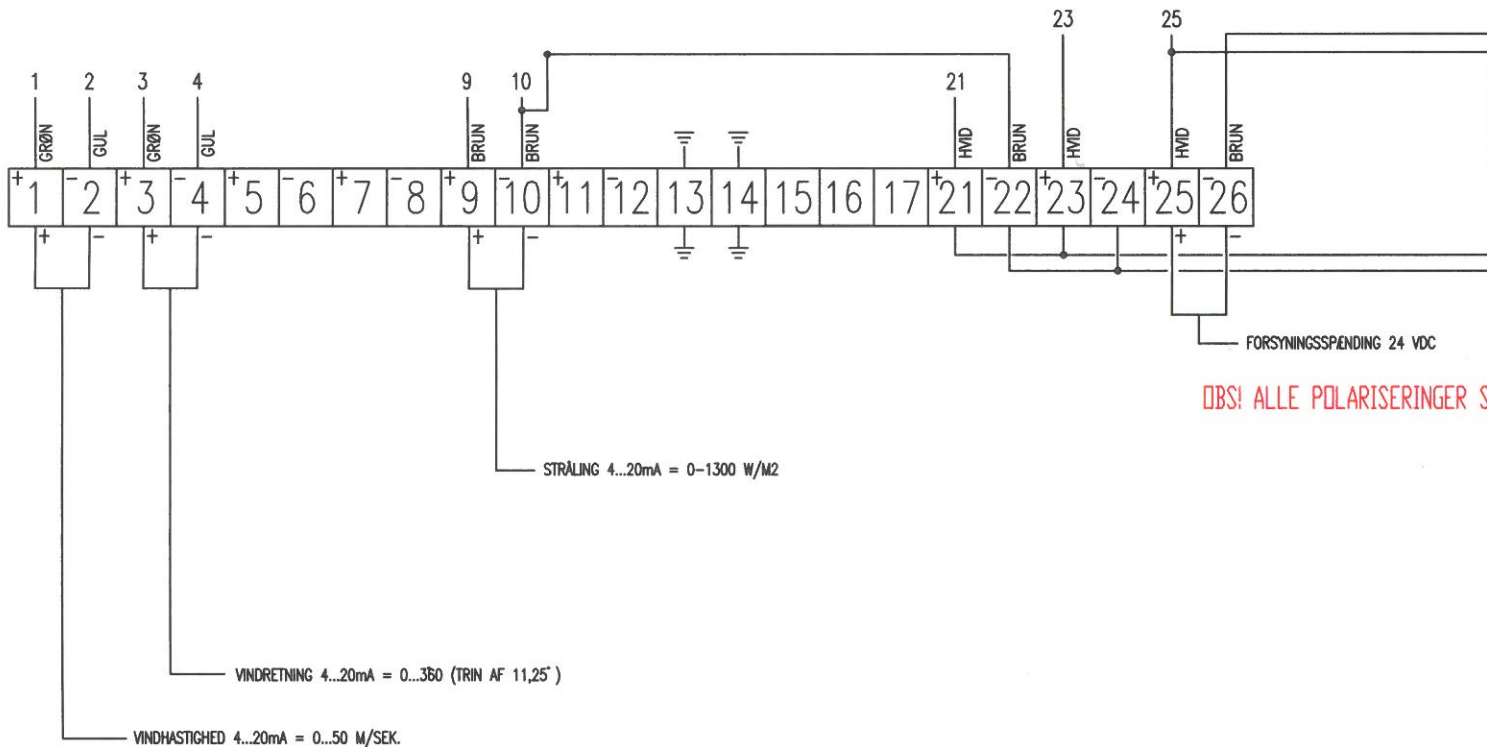 23 25
1 2 3 4 9 10 21
GRØN GUL GRØN GUL BRUN BRUN HVID BRUN HVID HVID BRUN
+ - + - + - + - + - + - + - + - + -
1 2 3 4 5 6 7 8 9 10 11 12 13 14 15 16 17 21 22 23 24 25 26
+ - + - + - + -
FORSYNINGSSPÆNDING 24 VDC
OBS! ALLE POLARISERINGER S
STRÅLING 4...20mA = 0-1300 W/M2
VINDRETNING 4...20mA = 0...360 (TRIN AF 11,25°)
VINDHASTIGHED 4...20mA = 0...50 M/SEK.